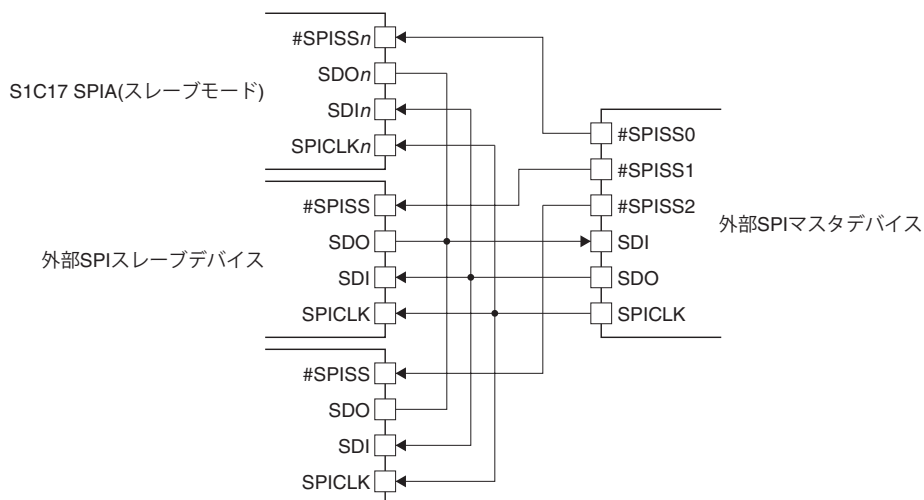 S1C17 SPIA(スレーブモード)
#SPISSn
SDOn
SDIn
SPICLKn
外部SPIスレーブデバイス
#SPISS
SDO
SDI
SPICLK
#SPISS
SDO
SDI
SPICLK
#SPISS0
#SPISS1
#SPISS2
SDI
SDO
SPICLK
外部SPIマスタデバイス